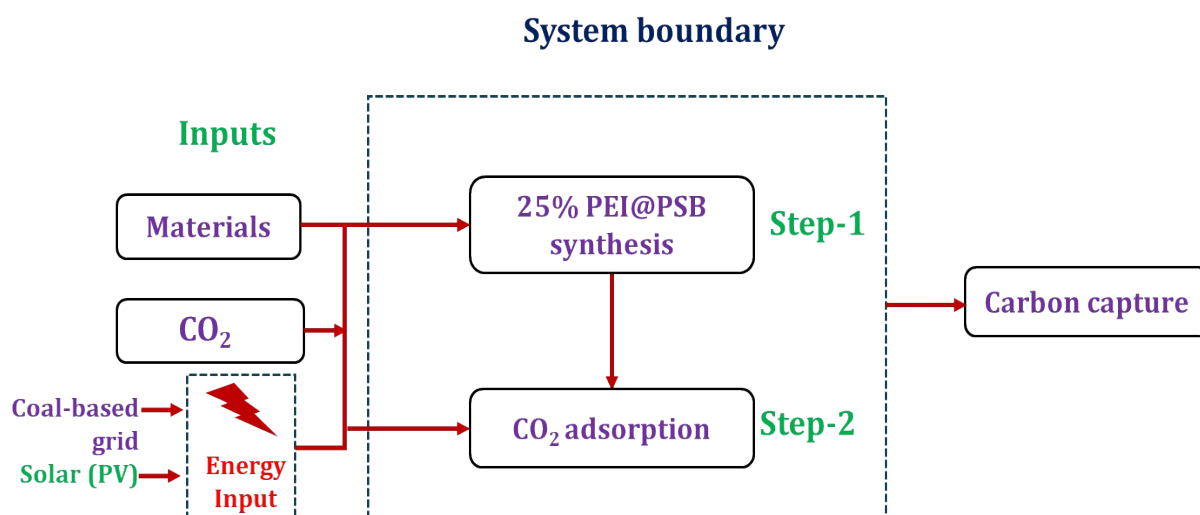 System boundary
Inputs
Materials
25% PEI@PSB
synthesis
Step-1
CO₂
Carbon capture
Coal-based
grid
Solar (PV)
Energy
Input
CO₂ adsorption
Step-2